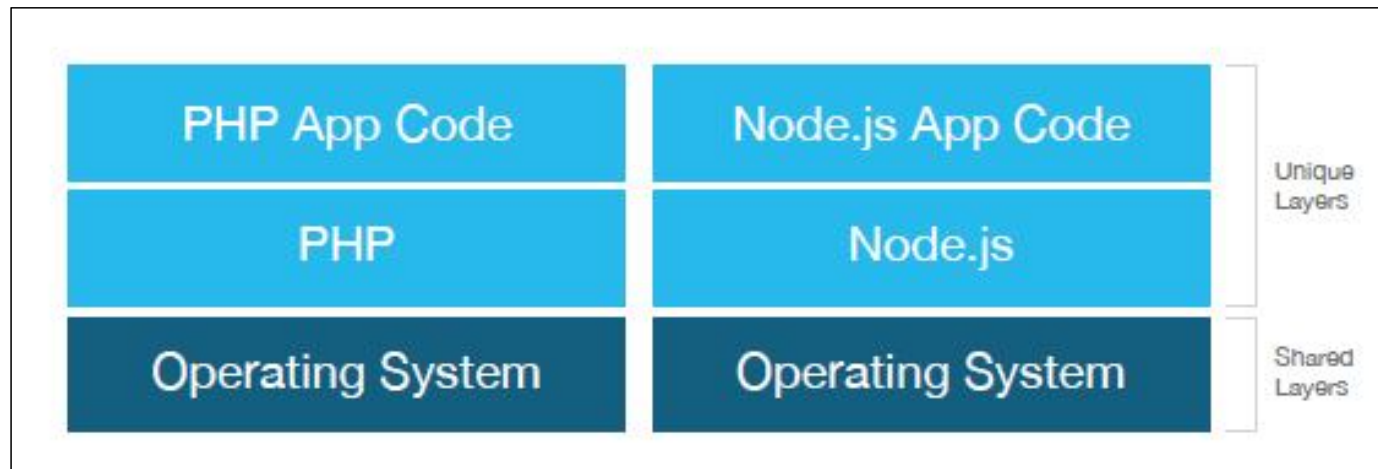 PHP App Code
Node.js App Code
Unique
Layers
PHP
Node.js
Operating System
Operating System
Shared
Layers